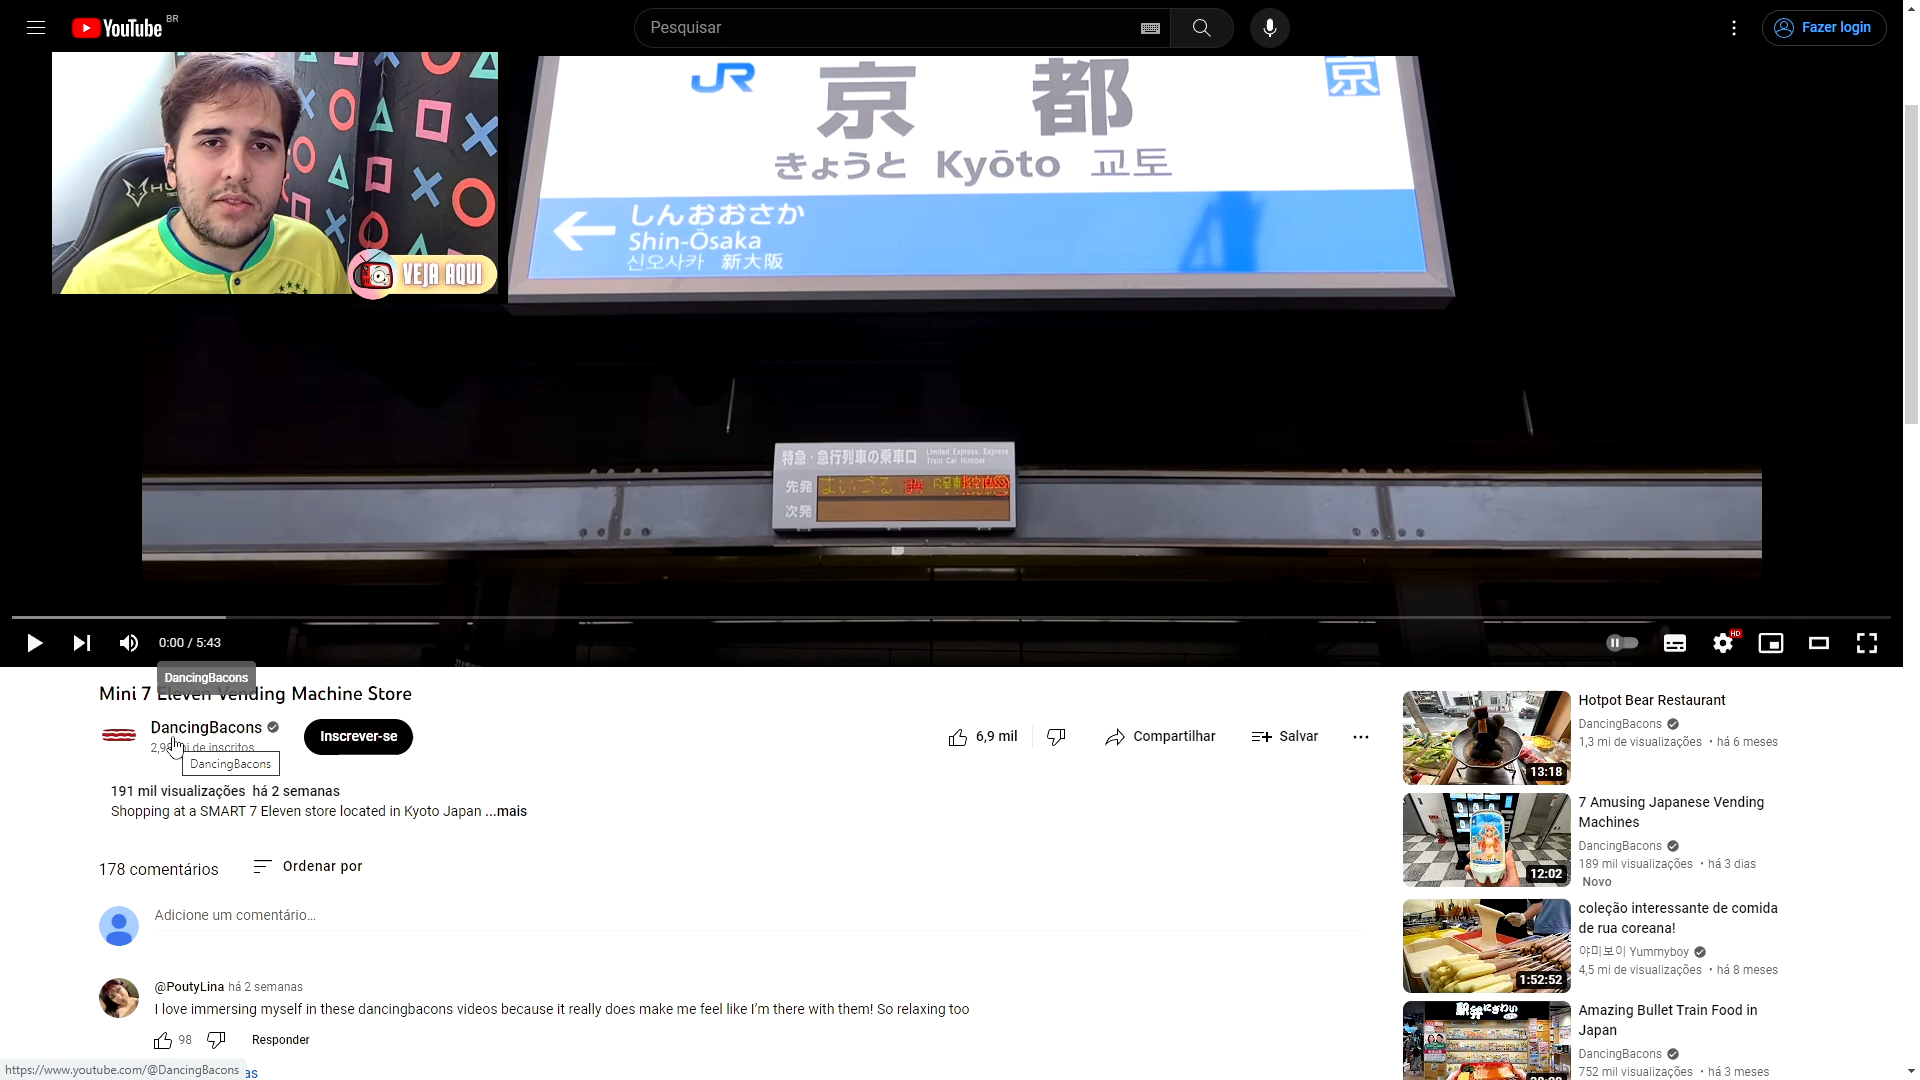 YouTube BR
Pesquisar
Fazer login
JR
京都
京
きょうと Kyōto 교토
しんおおさか
Shin-Ōsaka
신오사카 新大阪
VEJA AQUI
特急・急行列車の乗車口 Limited Express, Express Train Car Number
先発
次発
0:00 / 5:43
HD
DancingBacons
Mini 7 Eleven Vending Machine Store
DancingBacons
Inscrever-se
de inscritos
DancingBacons
6,9 mil
Compartilhar
Salvar
191 mil visualizações há 2 semanas
Shopping at a SMART 7 Eleven store located in Kyoto Japan ...mais
178 comentários
Ordenar por
Adicione um comentário...
@PoutyLina há 2 semanas
I love immersing myself in these dancingbacons videos because it really does make me feel like I'm there with them! So relaxing too
98
Responder
https://www.youtube.com/@DancingBacons
13:18
Hotpot Bear Restaurant
DancingBacons
1,3 mi de visualizações • há 6 meses
12:02
7 Amusing Japanese Vending
Machines
DancingBacons
189 mil visualizações • há 3 dias
Novo
1:52:52
coleção interessante de comida
de rua coreana!
야미보이 Yummyboy
4,5 mi de visualizações • há 8 meses
Amazing Bullet Train Food in
Japan
DancingBacons
752 mil visualizações • há 3 meses